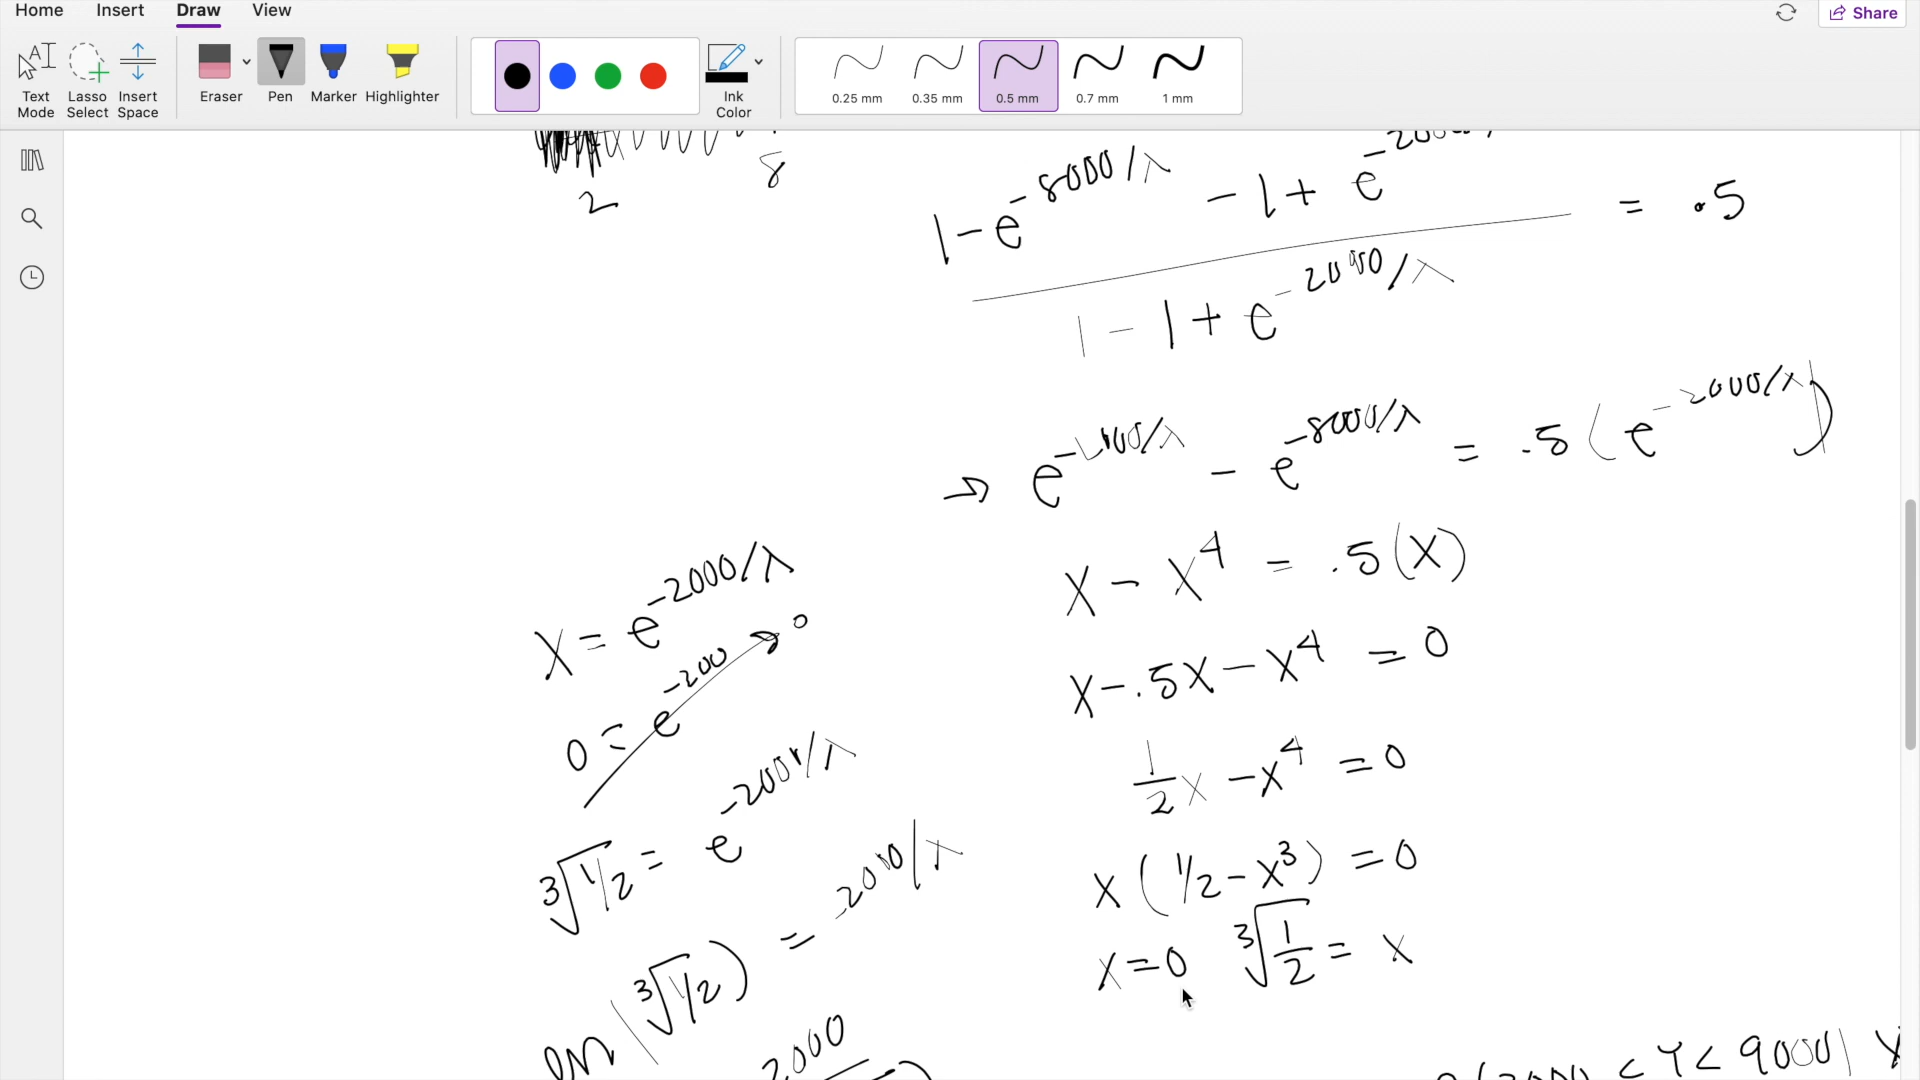 Home Insert Draw View
Share
Text Mode
Lasso Select
Insert Space
Eraser
Pen
Marker
Highlighter
Ink Color
0.25 mm
0.35 mm
0.5 mm
0.7 mm
1 mm
2 8
1 - e^{-8000/λ} - 1 + e = .5
1 - 1 + e^{-2000/λ}
→ e - e^{-8000/λ} = .5 (e^{-2000/λ})
x - x^4 = .5(x)
x - .5x - x^4 = 0
1/2 x - x^4 = 0
x (1/2 - x^3) = 0
x = 0 ∛(1/2) = x
x = e^{-2000/λ}
0 = e^{-200} → 0
∛(1/2) = e^{-2000/λ}
ln(∛(1/2)) = -2000/λ
2000
< Y < 9000 |